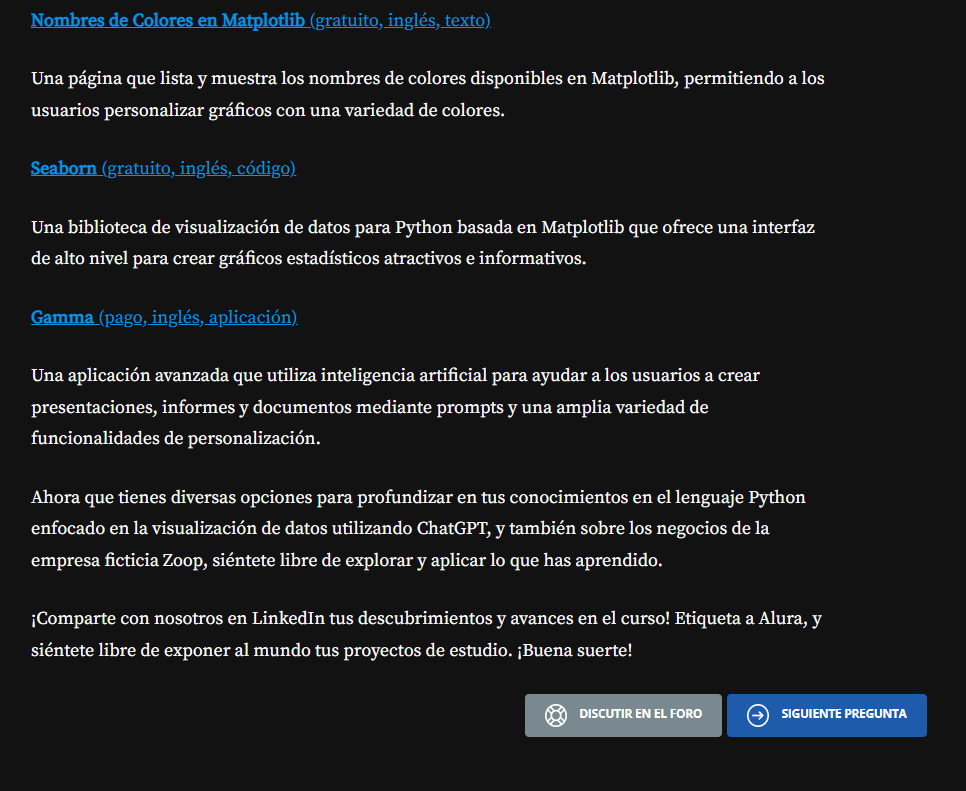 Nombres de Colores en Matplotlib (gratuito, inglés, texto)
Una página que lista y muestra los nombres de colores disponibles en Matplotlib, permitiendo a los
usuarios personalizar gráficos con una variedad de colores.
Seaborn (gratuito, inglés, código)
Una biblioteca de visualización de datos para Python basada en Matplotlib que ofrece una interfaz
de alto nivel para crear gráficos estadísticos atractivos e informativos.
Gamma (pago, inglés, aplicación)
Una aplicación avanzada que utiliza inteligencia artificial para ayudar a los usuarios a crear
presentaciones, informes y documentos mediante prompts y una amplia variedad de
funcionalidades de personalización.
Ahora que tienes diversas opciones para profundizar en tus conocimientos en el lenguaje Python
enfocado en la visualización de datos utilizando ChatGPT, y también sobre los negocios de la
empresa ficticia Zoop, siéntete libre de explorar y aplicar lo que has aprendido.
¡Comparte con nosotros en LinkedIn tus descubrimientos y avances en el curso! Etiqueta a Alura, y
siéntete libre de exponer al mundo tus proyectos de estudio. ¡Buena suerte!
DISCUTIR EN EL FORO
SIGUIENTE PREGUNTA